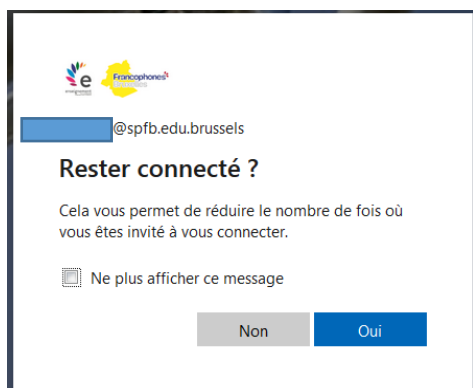 e
Francophones
@spfb.edu.brussels
Rester connecté ?
Cela vous permet de réduire le nombre de fois où
vous êtes invité à vous connecter.
Ne plus afficher ce message
Non
Oui